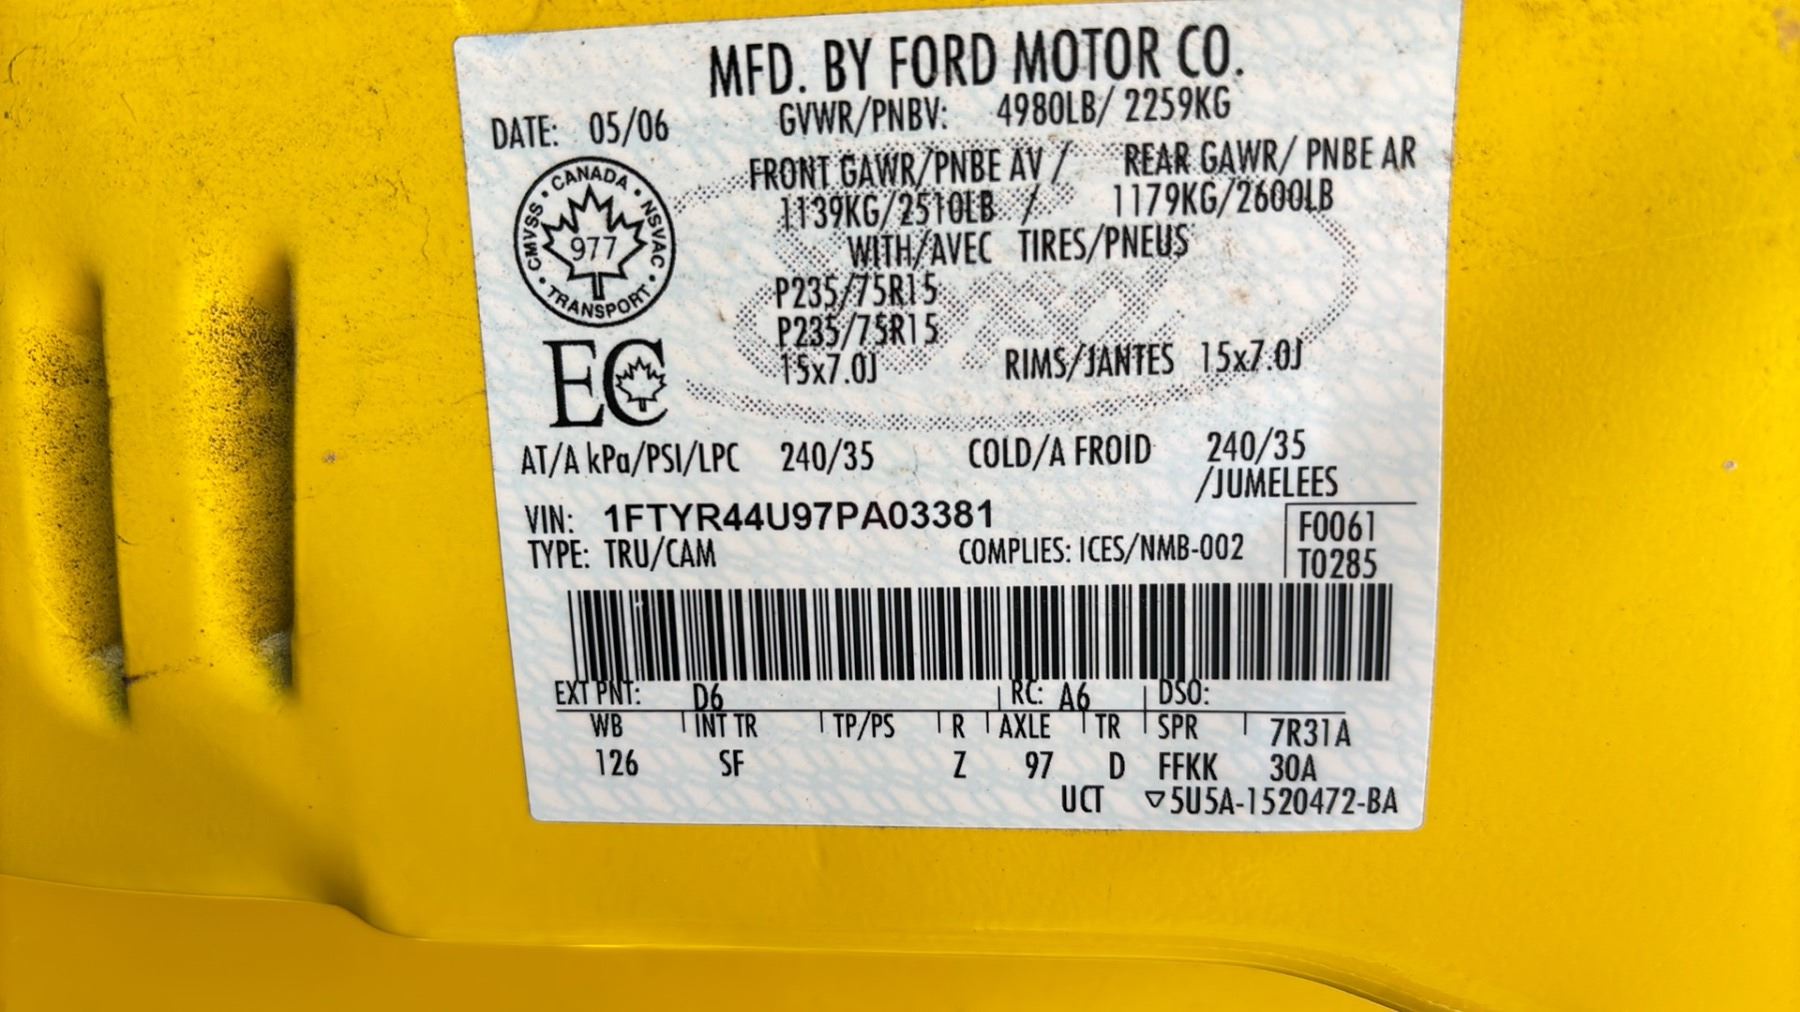 MFD. BY FORD MOTOR CO.
DATE: 05/06 GVWR/PNBV: 4980LB/ 2259KG
FRONT GAWR/PNBE AV / REAR GAWR/ PNBE AR
1139KG/2510LB / 1179KG/2600LB
WITH/AVEC TIRES/PNEUS
P235/75R15
P235/75R15
15x7.0J RIMS/JANTES 15x7.0J
CANADA · NSVAC · TRANSPORT · CMVSS ·
977
EC
AT/A kPa/PSI/LPC 240/35 COLD/A FROID 240/35
/JUMELEES
VIN: 1FTYR44U97PA03381
F0061
TYPE: TRU/CAM COMPLIES: ICES/NMB-002
T0285
EXT PNT: D6 RC: A6 DSO:
WB INT TR TP/PS R AXLE TR SPR 7R31A
126 SF Z 97 D FFKK 30A
UCT ▽5U5A-1520472-BA